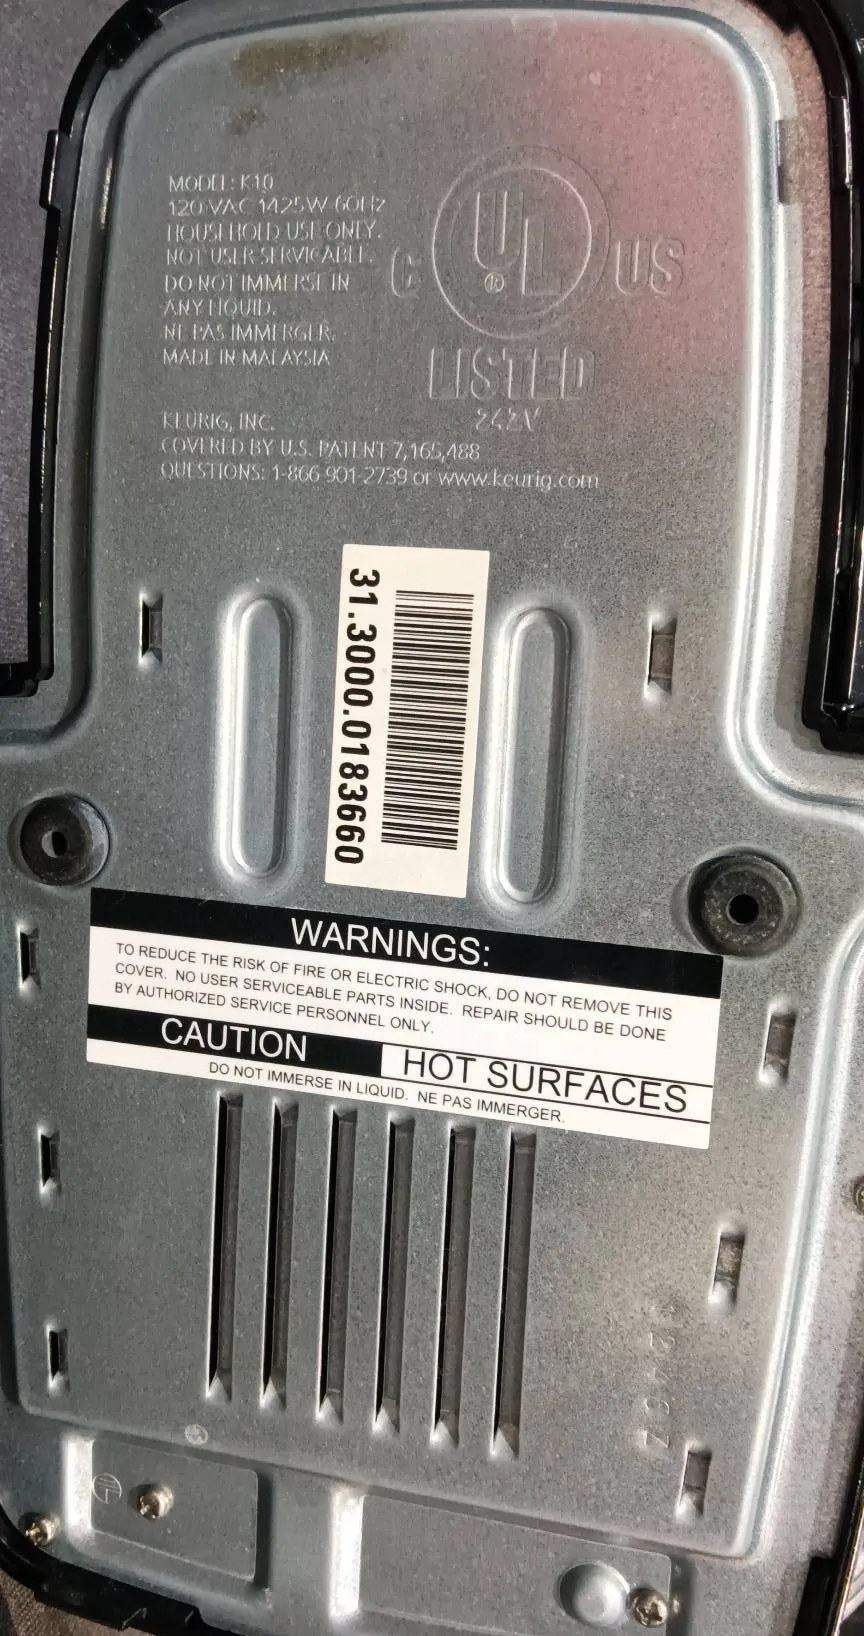 MODEL: K10
120 VAC 1425W 60Hz
HOUSEHOLD USE ONLY.
NOT USER SERVICABLE.
DO NOT IMMERSE IN
ANY LIQUID.
NE PAS IMMERGER.
MADE IN MALAYSIA
C UL® US
LISTED
242V
KEURIG, INC.
COVERED BY U.S. PATENT 7,165,488
QUESTIONS: 1-866-901-2739 or www.keurig.com
31.3000.0183660
WARNINGS:
TO REDUCE THE RISK OF FIRE OR ELECTRIC SHOCK, DO NOT REMOVE THIS
COVER. NO USER SERVICEABLE PARTS INSIDE. REPAIR SHOULD BE DONE
BY AUTHORIZED SERVICE PERSONNEL ONLY.
CAUTION HOT SURFACES
DO NOT IMMERSE IN LIQUID. NE PAS IMMERGER.